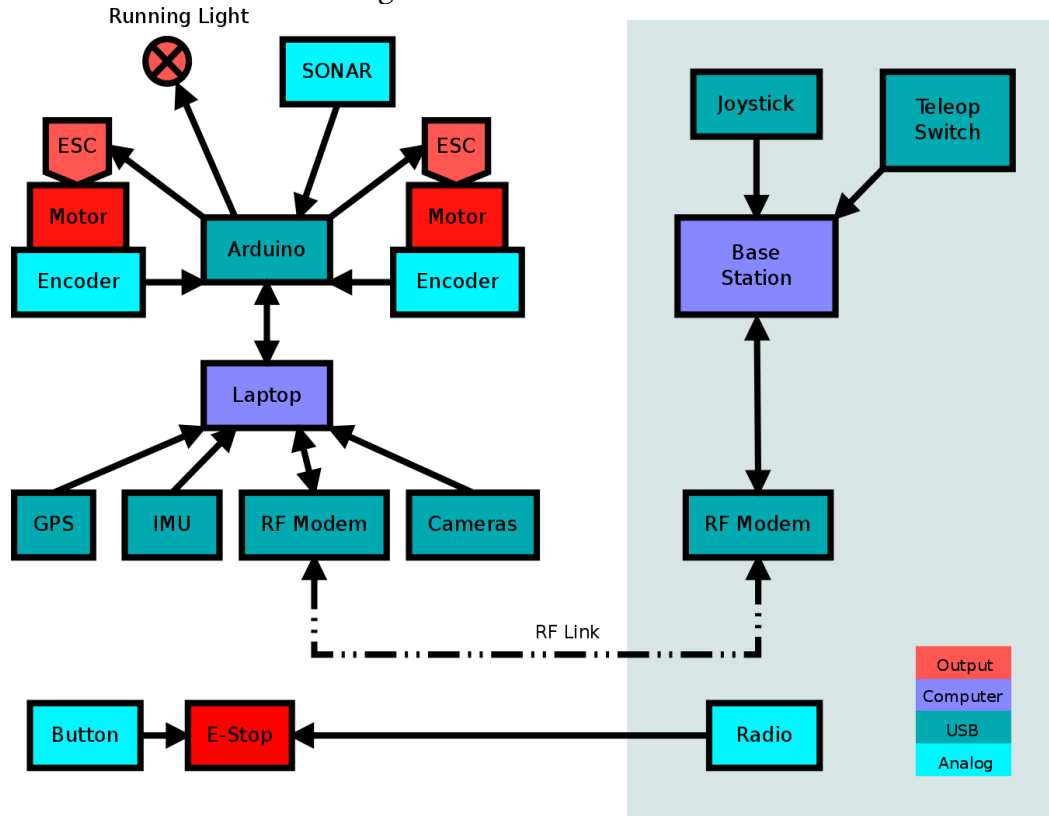 Running Light
SONAR
Joystick
Teleop
Switch
ESC
ESC
Motor
Motor
Arduino
Base
Station
Encoder
Encoder
Laptop
GPS
IMU
RF Modem
Cameras
RF Modem
RF Link
Output
Computer
USB
Analog
Button
E-Stop
Radio